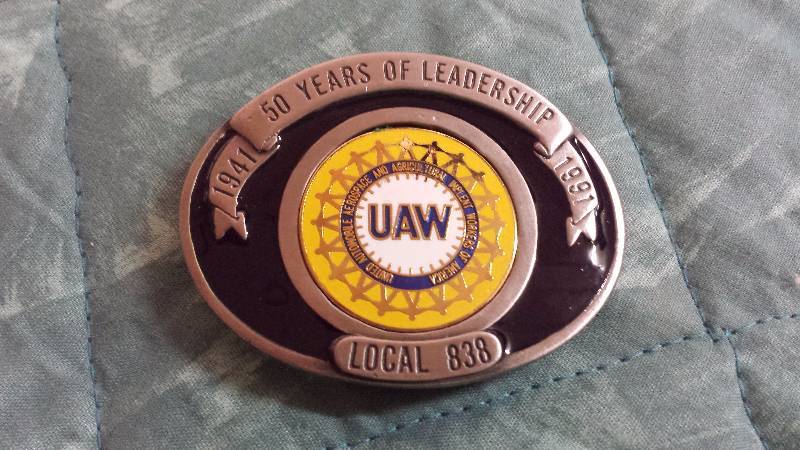 50 YEARS OF LEADERSHIP
1941
1991
UNITED AUTOMOBILE AEROSPACE AND AGRICULTURAL IMPLEMENT WORKERS OF AMERICA
UAW
LOCAL 838